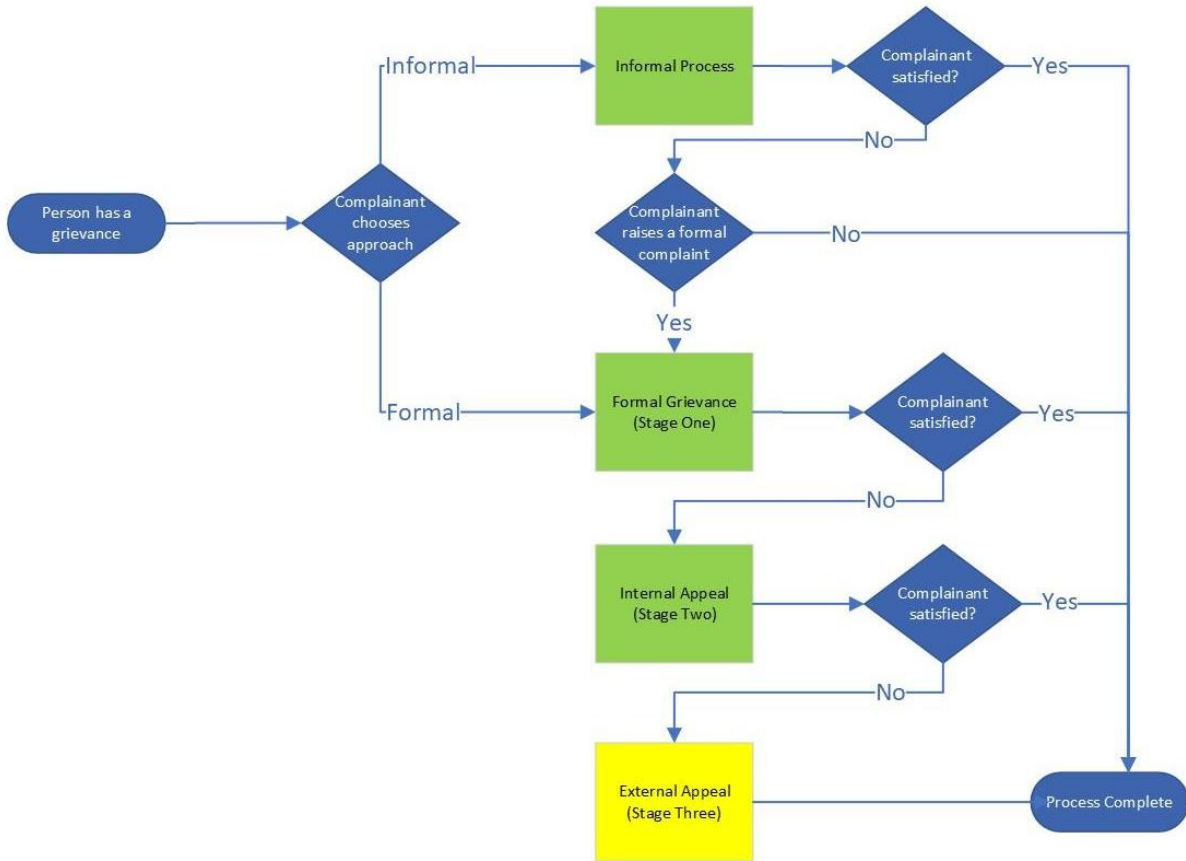 Informal
Informal Process
Complainant
satisfied?
Yes
No
Person has a
grievance
Complainant
chooses
approach
Complainant
raises a formal
complaint
No
Yes
Formal
Formal Grievance
(Stage One)
Complainant
satisfied?
Yes
No
Internal Appeal
(Stage Two)
Complainant
satisfied?
Yes
No
External Appeal
(Stage Three)
Process Complete